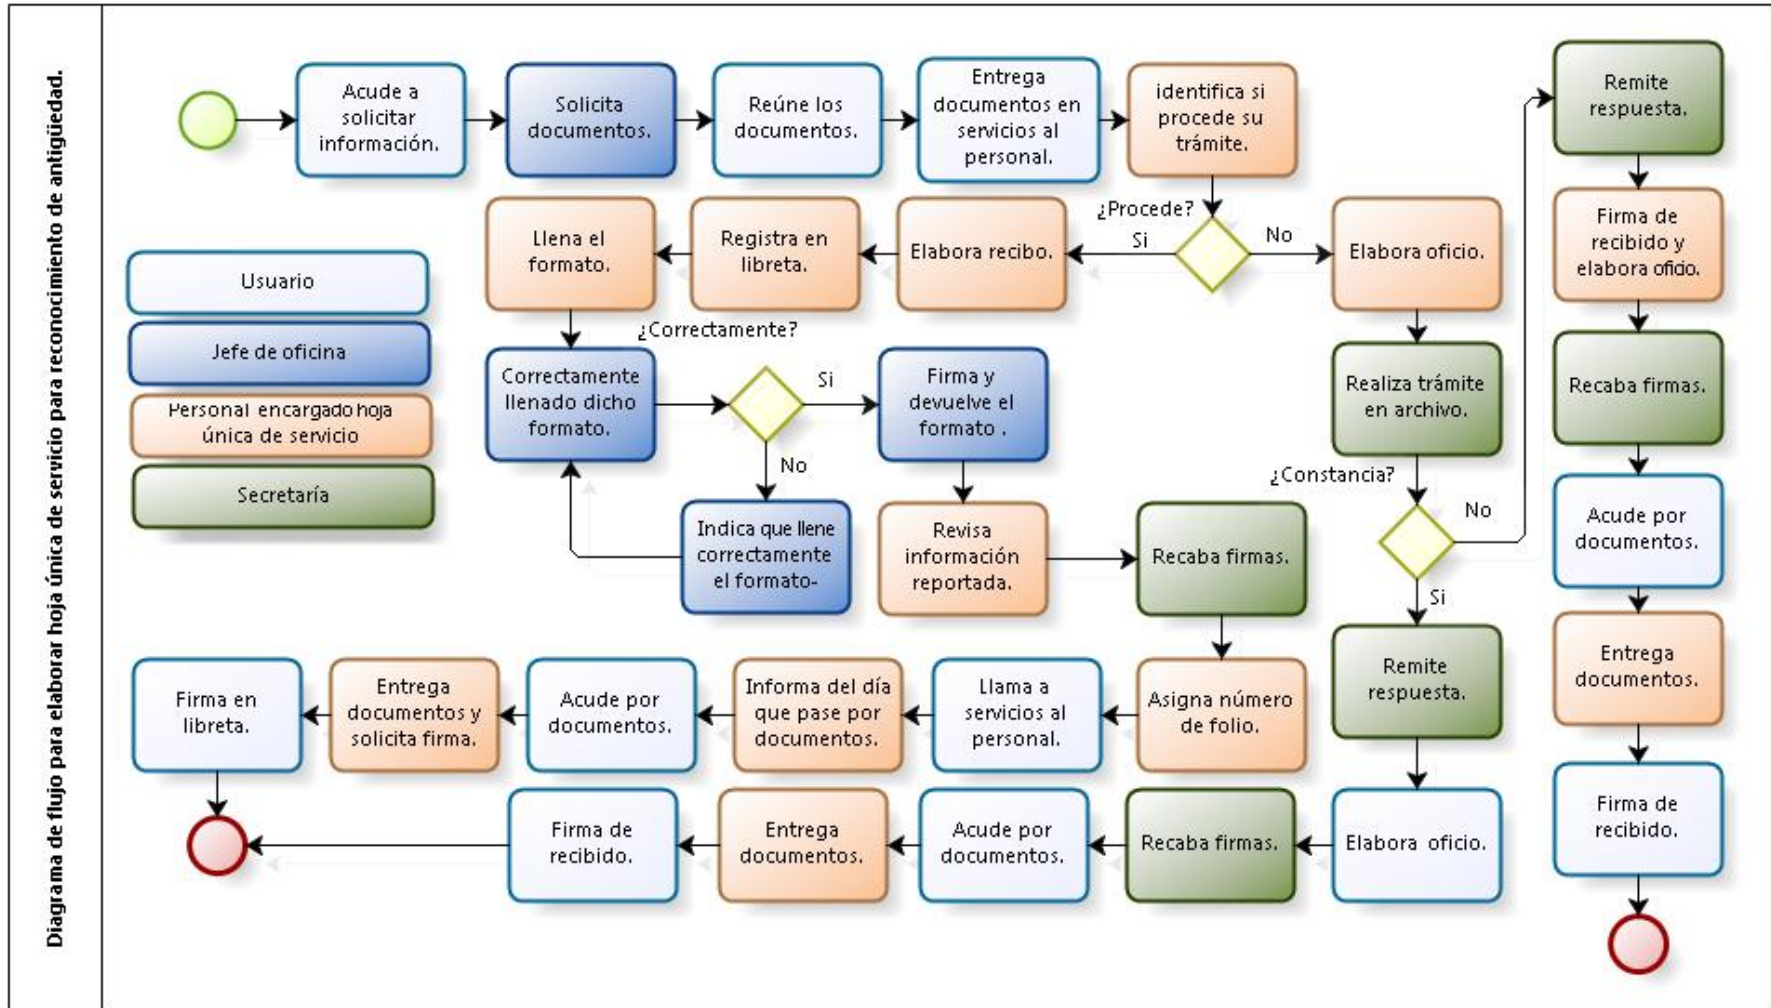 Diagrama de flujo para elaborar hoja única de servicio para reconocimiento de antigüedad.
Acude a
solicitar
información.
Solicita
documentos.
Reúne los
documentos.
Entrega
documentos en
servicios al
personal.
identifica si
procede su
trámite.
¿Procede?
Si
No
Elabora recibo.
Registra en
libreta.
Llena el
formato.
Elabora oficio.
Usuario
Jefe de oficina
Personal encargado hoja
única de servicio
Secretaría
¿Correctamente?
Correctamente
llenado dicho
formato.
Si
No
Firma y
devuelve el
formato .
Indica que llene
correctamente
el formato-
Revisa
información
reportada.
Recaba firmas.
Realiza trámite
en archivo.
¿Constancia?
No
Si
Remite
respuesta.
Firma de
recibido y
elabora oficio.
Recaba firmas.
Acude por
documentos.
Entrega
documentos.
Firma de
recibido.
Asigna número
de folio.
Llama a
servicios al
personal.
Informa del día
que pase por
documentos.
Acude por
documentos.
Entrega
documentos y
solicita firma.
Firma en
libreta.
Remite
respuesta.
Elabora oficio.
Recaba firmas.
Acude por
documentos.
Entrega
documentos.
Firma de
recibido.